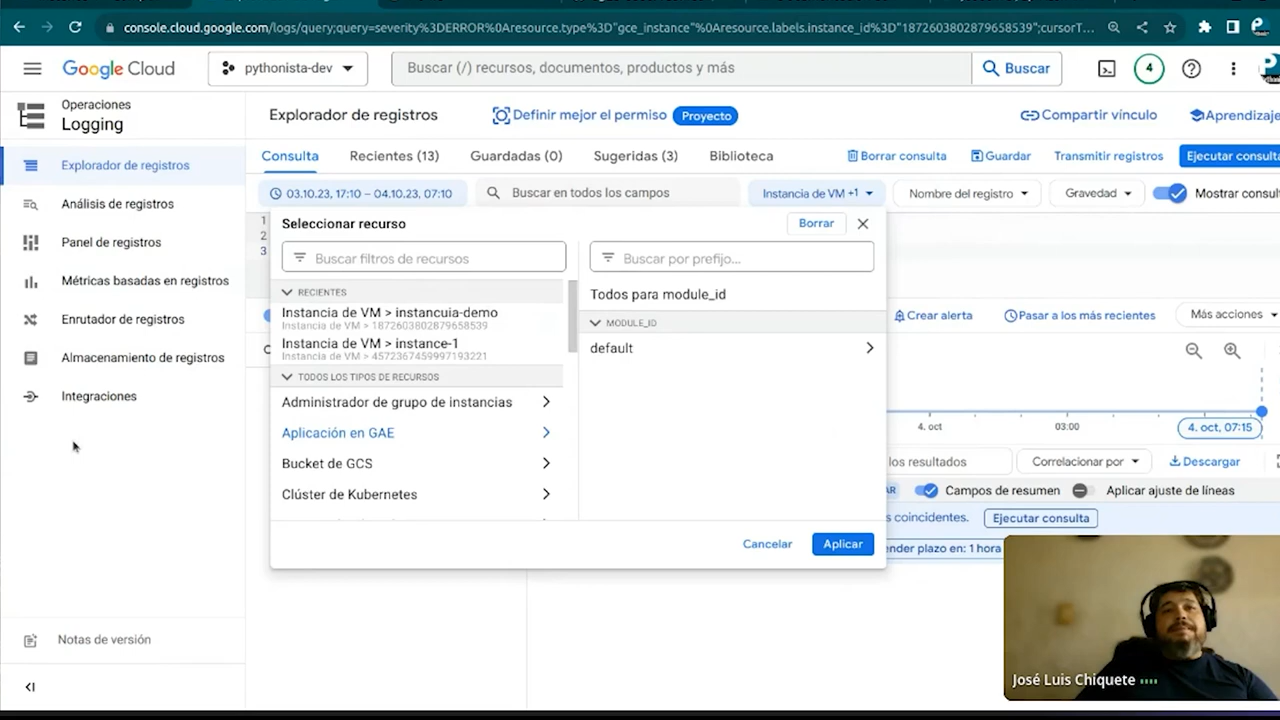 console.cloud.google.com/logs/query;query=severity%3DERROR%0Aresource.type%3D"gce_instance"%0Aresource.labels.instance_id%3D"1872603802879658539";cursorT...
Google Cloud
pythonista-dev
Buscar (/) recursos, documentos, productos y más
Buscar
4
Operaciones
Logging
Explorador de registros
Definir mejor el permiso
Proyecto
Compartir vínculo
Aprendizaje
Explorador de registros
Análisis de registros
Panel de registros
Métricas basadas en registros
Enrutador de registros
Almacenamiento de registros
Integraciones
Notas de versión
Consulta
Recientes (13)
Guardadas (0)
Sugeridas (3)
Biblioteca
Borrar consulta
Guardar
Transmitir registros
Ejecutar consulta
03.10.23, 17:10 – 04.10.23, 07:10
Buscar en todos los campos
Instancia de VM +1
Nombre del registro
Gravedad
Mostrar consul
1
2
3
Seleccionar recurso
Borrar
Buscar filtros de recursos
Buscar por prefijo...
RECIENTES
Instancia de VM > instancuia-demo
Instancia de VM > 1872603802879658539
Instancia de VM > instance-1
Instancia de VM > 4572367459997193221
TODOS LOS TIPOS DE RECURSOS
Administrador de grupo de instancias
Aplicación en GAE
Bucket de GCS
Clúster de Kubernetes
Todos para module_id
MODULE_ID
default
Cancelar
Aplicar
Crear alerta
Pasar a los más recientes
Más acciones
4. oct
03:00
4. oct, 07:15
los resultados
Correlacionar por
Descargar
AR
Campos de resumen
Aplicar ajuste de líneas
s coincidentes.
Ejecutar consulta
ender plazo en: 1 hora
José Luis Chiquete